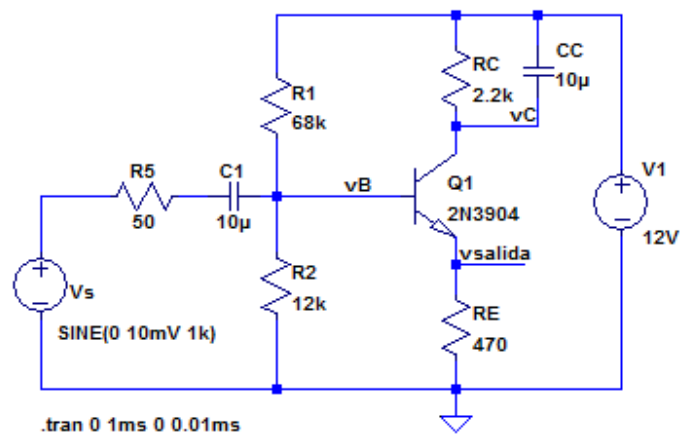 RC
2.2k
CC
10µ
R1
68k
vC
V1
12V
R5
50
C1
10µ
vB
Q1
2N3904
vsalida
Vs
SINE(0 10mV 1k)
R2
12k
RE
470
.tran 0 1ms 0 0.01ms